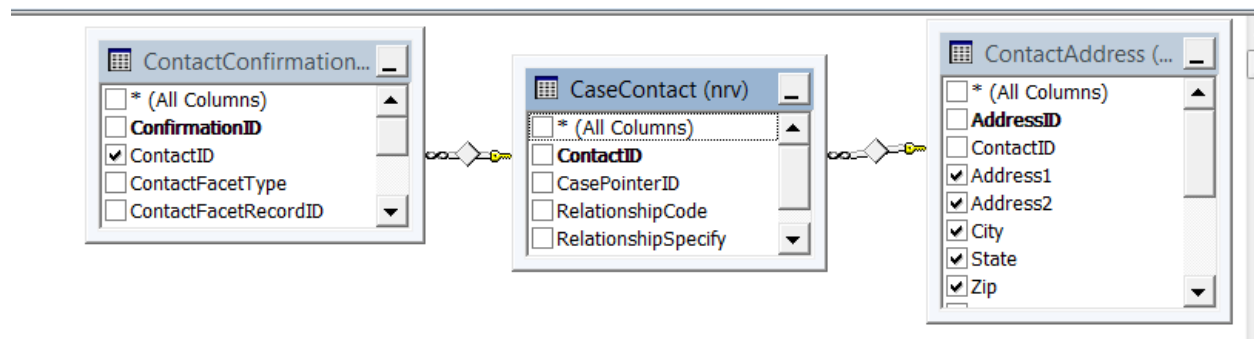 ContactConfirmation...
* (All Columns)
ConfirmationID
ContactID
ContactFacetType
ContactFacetRecordID
CaseContact (nrv)
* (All Columns)
ContactID
CasePointerID
RelationshipCode
RelationshipSpecify
ContactAddress (...
* (All Columns)
AddressID
ContactID
Address1
Address2
City
State
Zip